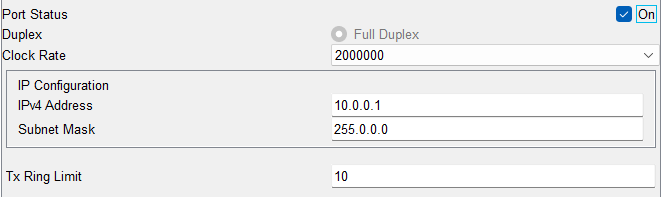 Port Status On
Duplex Full Duplex
Clock Rate 2000000
IP Configuration
IPv4 Address 10.0.0.1
Subnet Mask 255.0.0.0
Tx Ring Limit 10